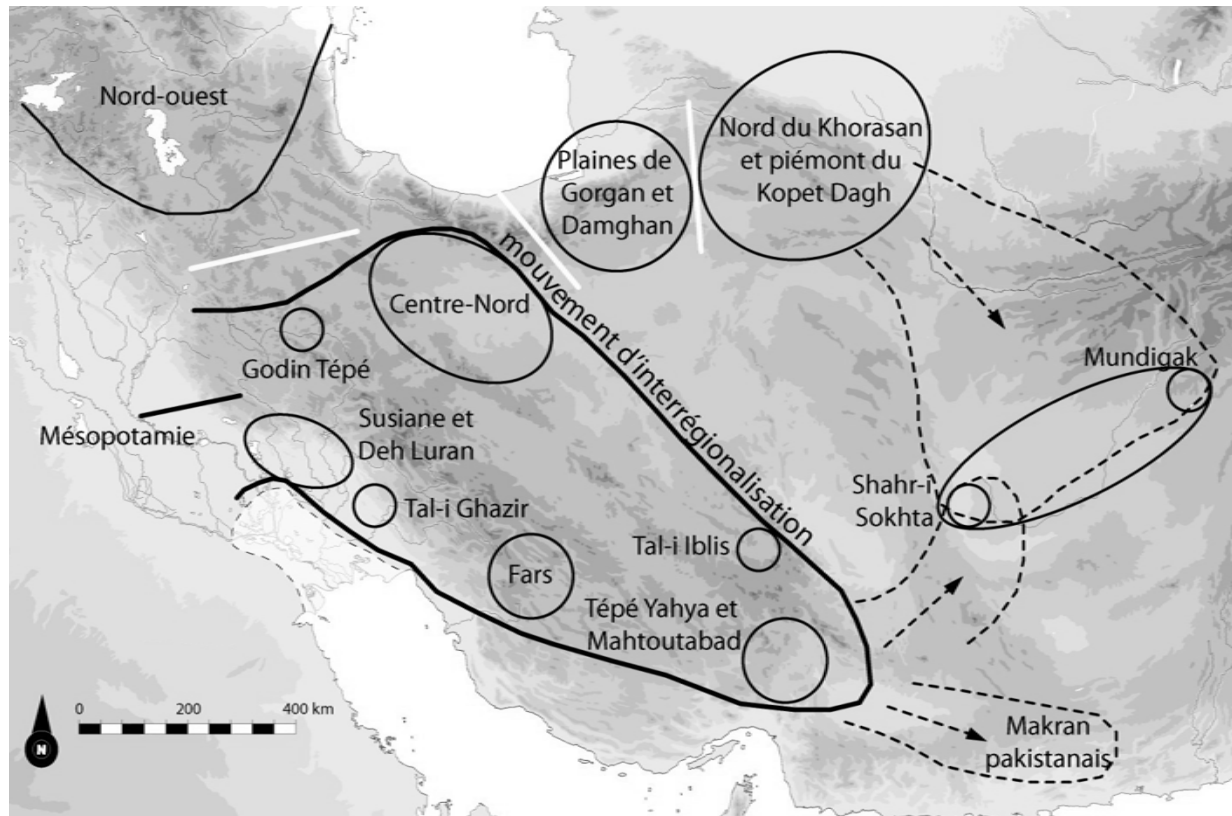 Nord-ouest
Plaines de
Gorgan et
Damghan
Nord du Khorasan
et piémont du
Kopet Dagh
mouvement d'interrégionalisation
Centre-Nord
Godin Tépé
Mundigak
Mésopotamie
Susiane et
Deh Luran
Tal-i Ghazir
Shahr-i
Sokhta
Tal-i Iblis
Fars
Tépé Yahya et
Mahtoutabad
0 200 400 km
N
Makran
pakistanais